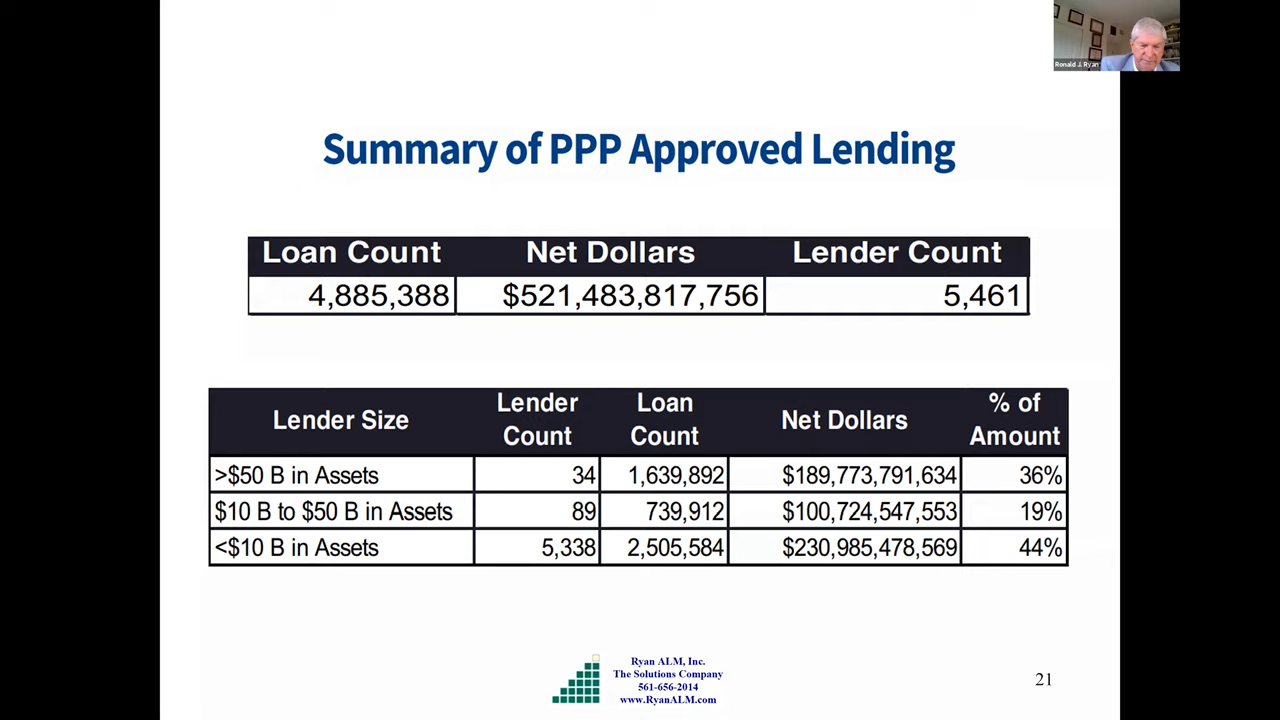 Ronald J. Ryan
Summary of PPP Approved Lending
Loan Count Net Dollars Lender Count
4,885,388 $521,483,817,756 5,461
Lender Size Lender Count Loan Count Net Dollars % of Amount
>$50 B in Assets 34 1,639,892 $189,773,791,634 36%
$10 B to $50 B in Assets 89 739,912 $100,724,547,553 19%
<$10 B in Assets 5,338 2,505,584 $230,985,478,569 44%
Ryan ALM, Inc.
The Solutions Company
561-656-2014
www.RyanALM.com
21